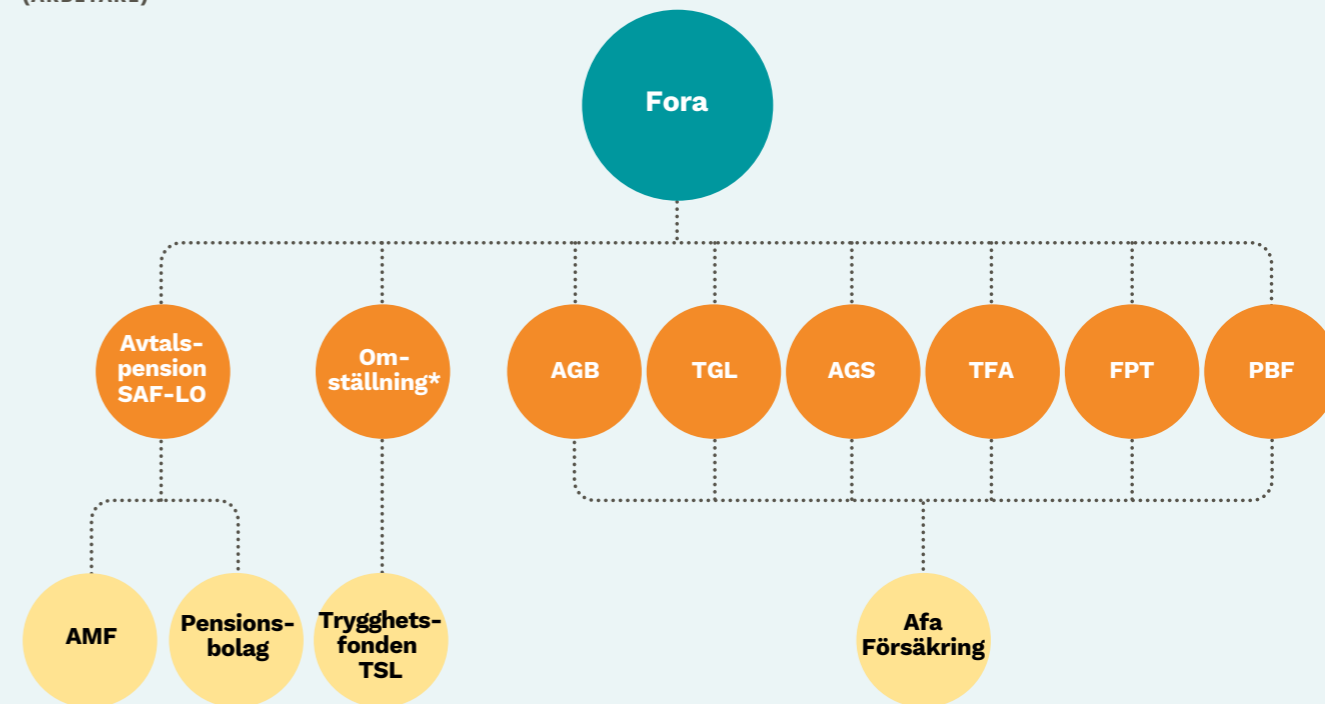 (ARBETARE)
Fora
Avtals-
pension
SAF-LO
Om-
ställning*
AGB
TGL
AGS
TFA
FPT
PBF
AMF
Pensions-
bolag
Trygghets-
fonden
TSL
Afa
Försäkring